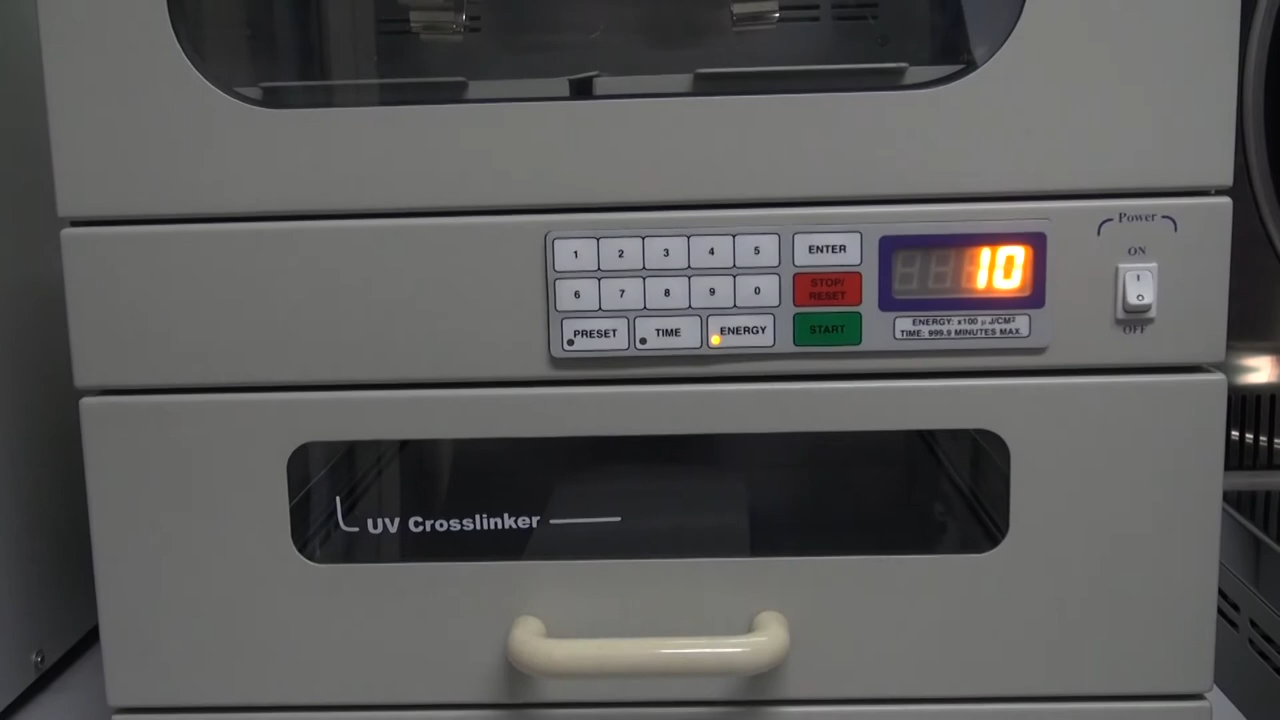 1 2 3 4 5 ENTER
6 7 8 9 0 STOP/
RESET
PRESET TIME ENERGY START
10
ENERGY: x100 μ J/CM²
TIME: 999.9 MINUTES MAX.
Power
ON
OFF
UV Crosslinker